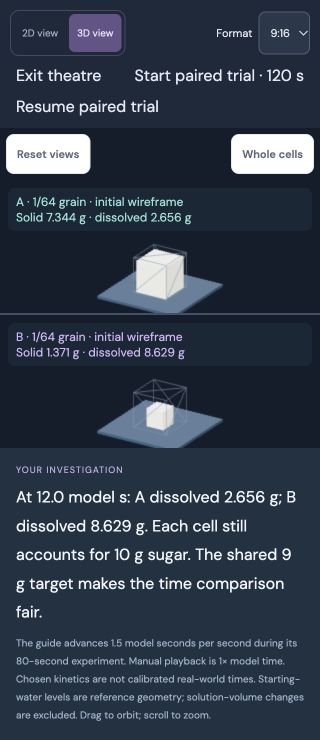 2D view 3D view Format 9:16
Exit theatre Start paired trial · 120 s
Resume paired trial
Reset views Whole cells
A · 1/64 grain · initial wireframe
Solid 7.344 g · dissolved 2.656 g
B · 1/64 grain · initial wireframe
Solid 1.371 g · dissolved 8.629 g
YOUR INVESTIGATION
At 12.0 model s: A dissolved 2.656 g; B
dissolved 8.629 g. Each cell still
accounts for 10 g sugar. The shared 9
g target makes the time comparison
fair.
The guide advances 1.5 model seconds per second during its
80-second experiment. Manual playback is 1× model time.
Chosen kinetics are not calibrated real-world times. Starting-
water levels are reference geometry; solution-volume changes
are excluded. Drag to orbit; scroll to zoom.